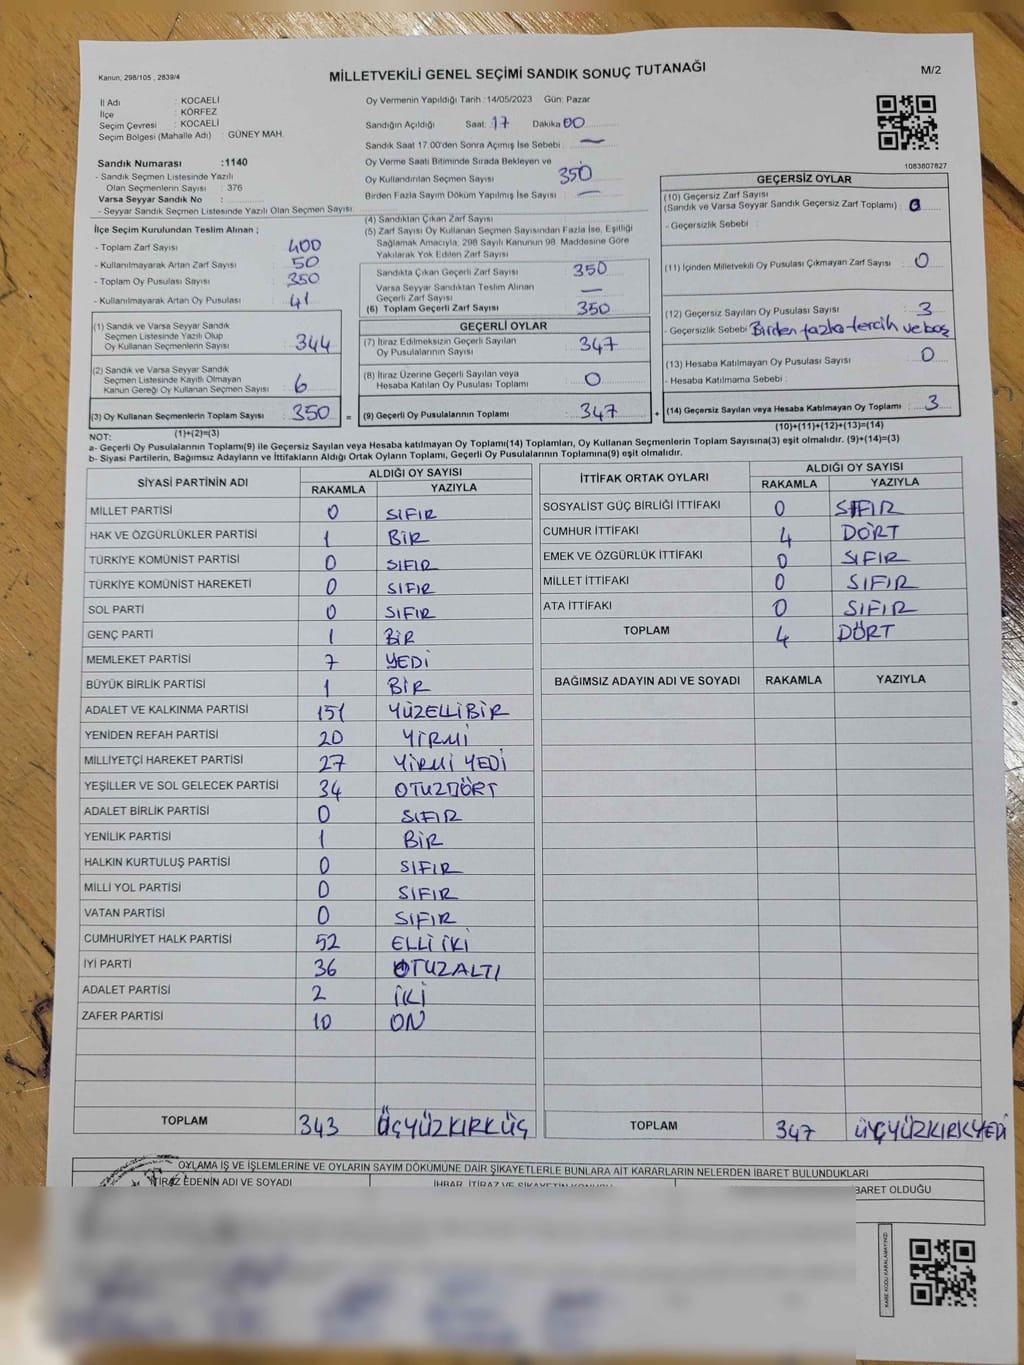 Kanun, 298/105 , 2839/4
MİLLETVEKİLİ GENEL SEÇİMİ SANDIK SONUÇ TUTANAĞI
M/2
İl Adı : KOCAELİ
İlçe : KÖRFEZ
Seçim Çevresi : KOCAELİ
Seçim Bölgesi (Mahalle Adı) : GÜNEY MAH.
Sandık Numarası :1140
- Sandık Seçmen Listesinde Yazılı
Olan Seçmenlerin Sayısı : 376
Varsa Seyyar Sandık No :
- Seyyar Sandık Seçmen Listesinde Yazılı Olan Seçmen Sayısı:
İlçe Seçim Kurulundan Teslim Alınan ;
- Toplam Zarf Sayısı : 400
- Kullanılmayarak Artan Zarf Sayısı : 50
- Toplam Oy Pusulası : 350
- Kullanılmayarak Artan Oy Pusulası : 41
(1) Sandık ve Varsa Seyyar Sandık
Seçmen Listesinde Yazılı Olup
Oy Kullanan Seçmenlerin Sayısı : 344
(2) Sandık ve Varsa Seyyar Sandık
Seçmen Listesinde Kayıtlı Olmayan
Kanun Gereği Oy Kullanan Seçmen Sayısı : 6
(3) Oy Kullanan Seçmenlerin Toplam Sayısı : 350 =
(1)+(2)=(3)
Oy Vermenin Yapıldığı Tarih :14/05/2023 Gün: Pazar
Sandığın Açıldığı Saat: 17 Dakika 00
Sandık Saat 17.00'den Sonra Açımış İse Sebebi : —
Oy Verme Saati Bitiminde Sırada Bekleyen ve
Oy Kullandırılan Seçmen Sayısı : 350
Birden Fazla Sayım Döküm Yapılmış İse Sayısı : —
(4) Sandıktan Çıkan Zarf Sayısı :
(5) Zarf Sayısı Oy Kullanan Seçmen Sayısından Fazla İse, Eşitliği
Sağlamak Amacıyla; 298 Sayılı Kanunun 98. Maddesine Göre
Yakılarak Yok Edilen Zarf Sayısı :
Sandıkta Çıkan Geçerli Zarf Sayısı : 350
Varsa Seyyar Sandıktan Teslim Alınan
Geçerli Zarf Sayısı : —
(6) Toplam Geçerli Zarf Sayısı : 350
GEÇERLİ OYLAR
(7) İtiraz Edilmeksizin Geçerli Sayılan
Oy Pusulalarının Sayısı : 347
(8) İtiraz Üzerine Geçerli Sayılan veya
Hesaba Katılan Oy Pusulası Toplamı : 0
(9) Geçerli Oy Pusulalarının Toplamı : 347 +
1083807827
GEÇERSİZ OYLAR
(10) Geçersiz Zarf Sayısı
(Sandık ve Varsa Seyyar Sandık Geçersiz Zarf Toplamı) : 0
- Geçersizlik Sebebi :
(11) İçinden Milletvekili Oy Pusulası Çıkmayan Zarf Sayısı : 0
(12) Geçersiz Sayılan Oy Pusulası Sayısı : 3
- Geçersizlik Sebebi : Birden fazla tercih ve boş
(13) Hesaba Katılmayan Oy Pusulası Sayısı : 0
- Hesaba Katılmama Sebebi :
(14) Geçersiz Sayılan veya Hesaba Katılmayan Oy Pusulası Toplamı : 3
(10)+(11)+(12)+(13)=(14)
NOT:
a- Geçerli Oy Pusulalarının Toplamı(9) ile Geçersiz Sayılan veya Hesaba katılmayan Oy Toplamı(14) Toplamları, Oy Kullanan Seçmenlerin Toplam Sayısına(3) eşit olmalıdır. (9)+(14)=(3)
b- Siyasi Partilerin, Bağımsız Adayların ve İttifakların Aldığı Ortak Oyların Toplamı, Geçerli Oy Pusulalarının Toplamına(9) eşit olmalıdır.
SİYASİ PARTİNİN ADI
ALDIĞI OY SAYISI
RAKAMLA YAZIYLA
MİLLET PARTİSİ 0 SIFIR
HAK VE ÖZGÜRLÜKLER PARTİSİ 1 BİR
TÜRKİYE KOMÜNİST PARTİSİ 0 SIFIR
TÜRKİYE KOMÜNİST HAREKETİ 0 SIFIR
SOL PARTİ 0 SIFIR
GENÇ PARTİ 1 BİR
MEMLEKET PARTİSİ 7 YEDİ
BÜYÜK BİRLİK PARTİSİ 1 BİR
ADALET VE KALKINMA PARTİSİ 151 YÜZELLİBİR
YENİDEN REFAH PARTİSİ 20 YİRMİ
MİLLİYETÇİ HAREKET PARTİSİ 27 YİRMİ YEDİ
YEŞİLLER VE SOL GELECEK PARTİSİ 34 OTUZDÖRT
ADALET BİRLİK PARTİSİ 0 SIFIR
YENİLİK PARTİSİ 1 BİR
HALKIN KURTULUŞ PARTİSİ 0 SIFIR
MİLLİ YOL PARTİSİ 0 SIFIR
VATAN PARTİSİ 0 SIFIR
CUMHURİYET HALK PARTİSİ 52 ELLİ İKİ
İYİ PARTİ 36 OTUZALTI
ADALET PARTİSİ 2 İKİ
ZAFER PARTİSİ 10 ON
TOPLAM 343 ÜÇYÜZKIRKÜÇ
İTTİFAK ORTAK OYLARI
ALDIĞI OY SAYISI
RAKAMLA YAZIYLA
SOSYALİST GÜÇ BİRLİĞİ İTTİFAKI 0 SIFIR
CUMHUR İTTİFAKI 4 DÖRT
EMEK VE ÖZGÜRLÜK İTTİFAKI 0 SIFIR
MİLLET İTTİFAKI 0 SIFIR
ATA İTTİFAKI 0 SIFIR
TOPLAM 4 DÖRT
BAĞIMSIZ ADAYIN ADI VE SOYADI RAKAMLA YAZIYLA
TOPLAM 347 ÜÇYÜZKIRKYEDİ
OYLAMA İŞ VE İŞLEMLERİNE VE OYLARIN SAYIM DÖKÜMÜNE DAİR ŞİKAYETLERLE BUNLARA AİT KARARLARIN NELERDEN İBARET BULUNDUKLARI
İTİRAZ EDENİN ADI VE SOYADI
İHBAR, İTİRAZ VE ŞİKAYETİN KONUSU
İBARET OLDUĞU
KARE KODU KARALAMAYINIZ!